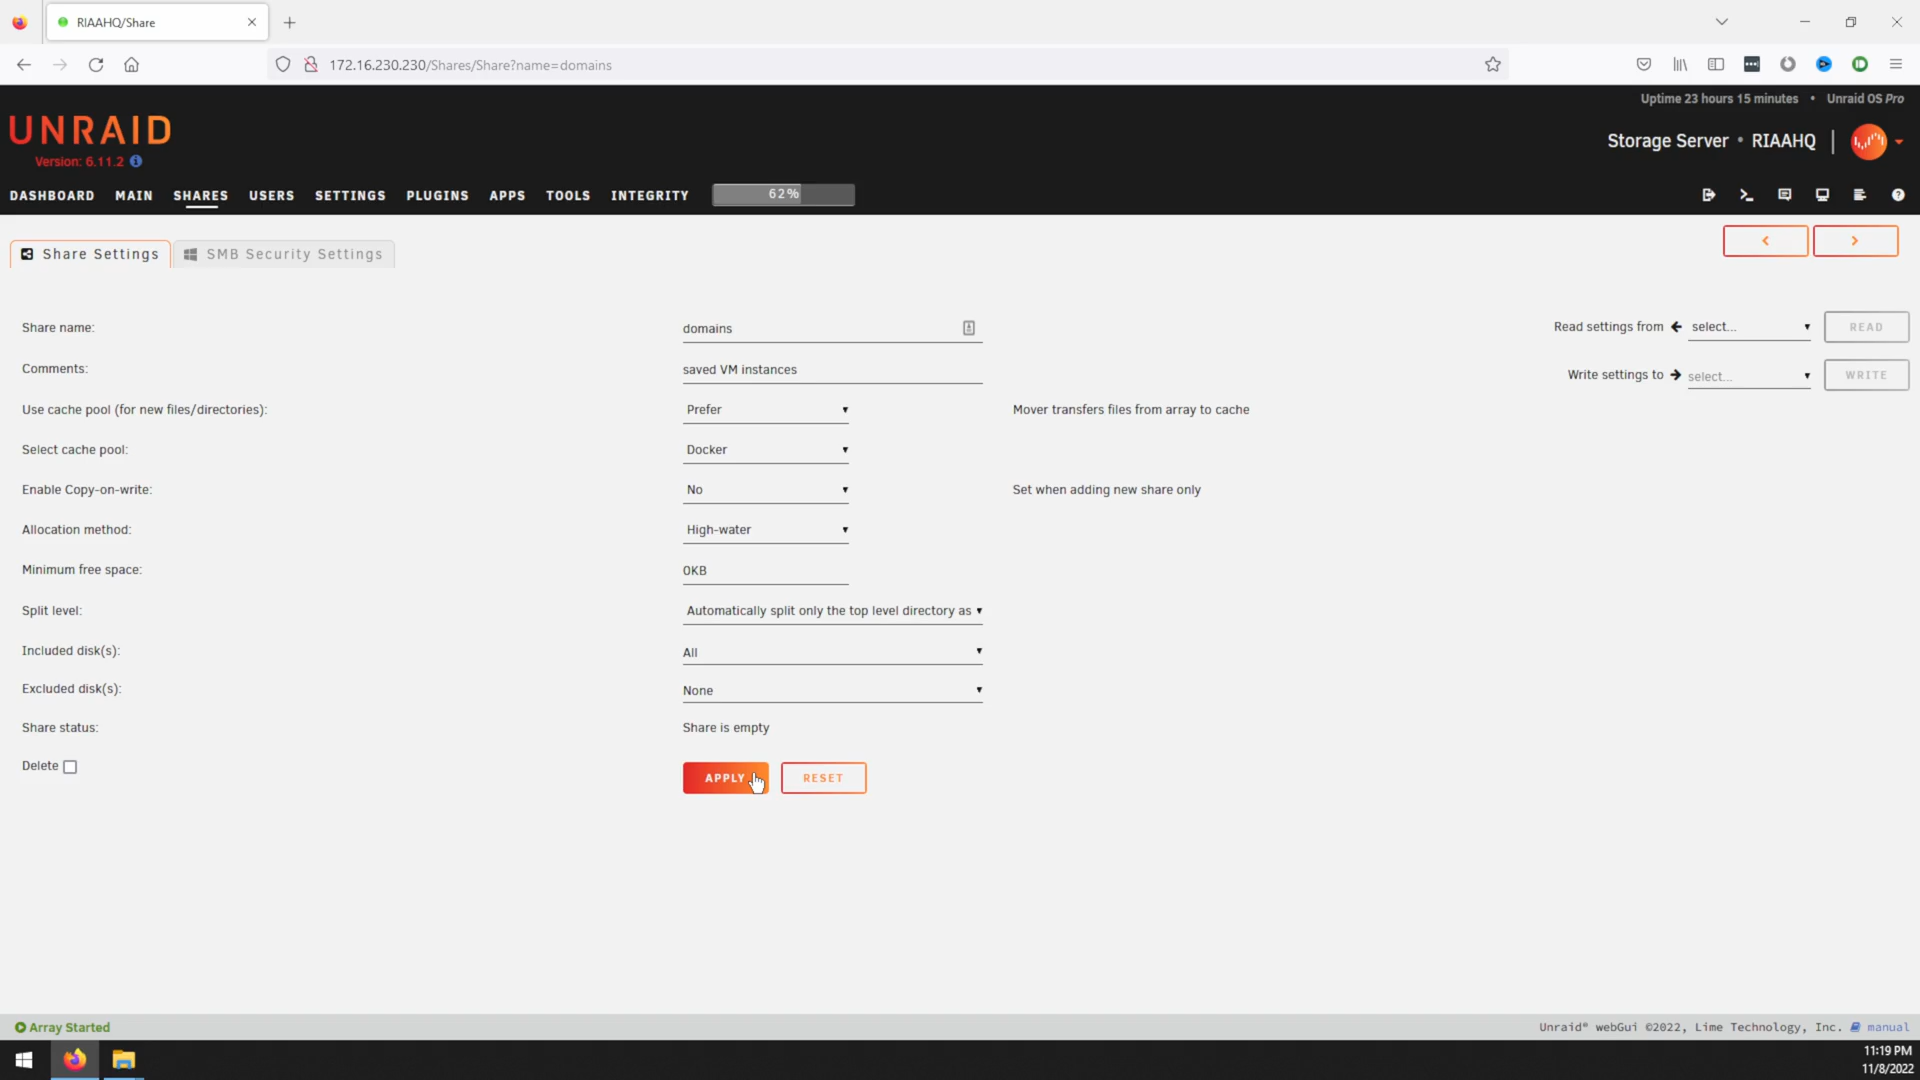 RIAAHQ/Share
172.16.230.230/Shares/Share?name=domains
Uptime 23 hours 15 minutes • Unraid OS Pro
UNRAID
Version: 6.11.2
Storage Server • RIAAHQ
DASHBOARD MAIN SHARES USERS SETTINGS PLUGINS APPS TOOLS INTEGRITY 62%
Share Settings SMB Security Settings
Share name: domains Read settings from select... READ
Comments: saved VM instances Write settings to select... WRITE
Use cache pool (for new files/directories): Prefer Mover transfers files from array to cache
Select cache pool: Docker
Enable Copy-on-write: No Set when adding new share only
Allocation method: High-water
Minimum free space: 0KB
Split level: Automatically split only the top level directory as
Included disk(s): All
Excluded disk(s): None
Share status: Share is empty
Delete APPLY RESET
Array Started Unraid® webGui ©2022, Lime Technology, Inc. manual
11:19 PM
11/8/2022